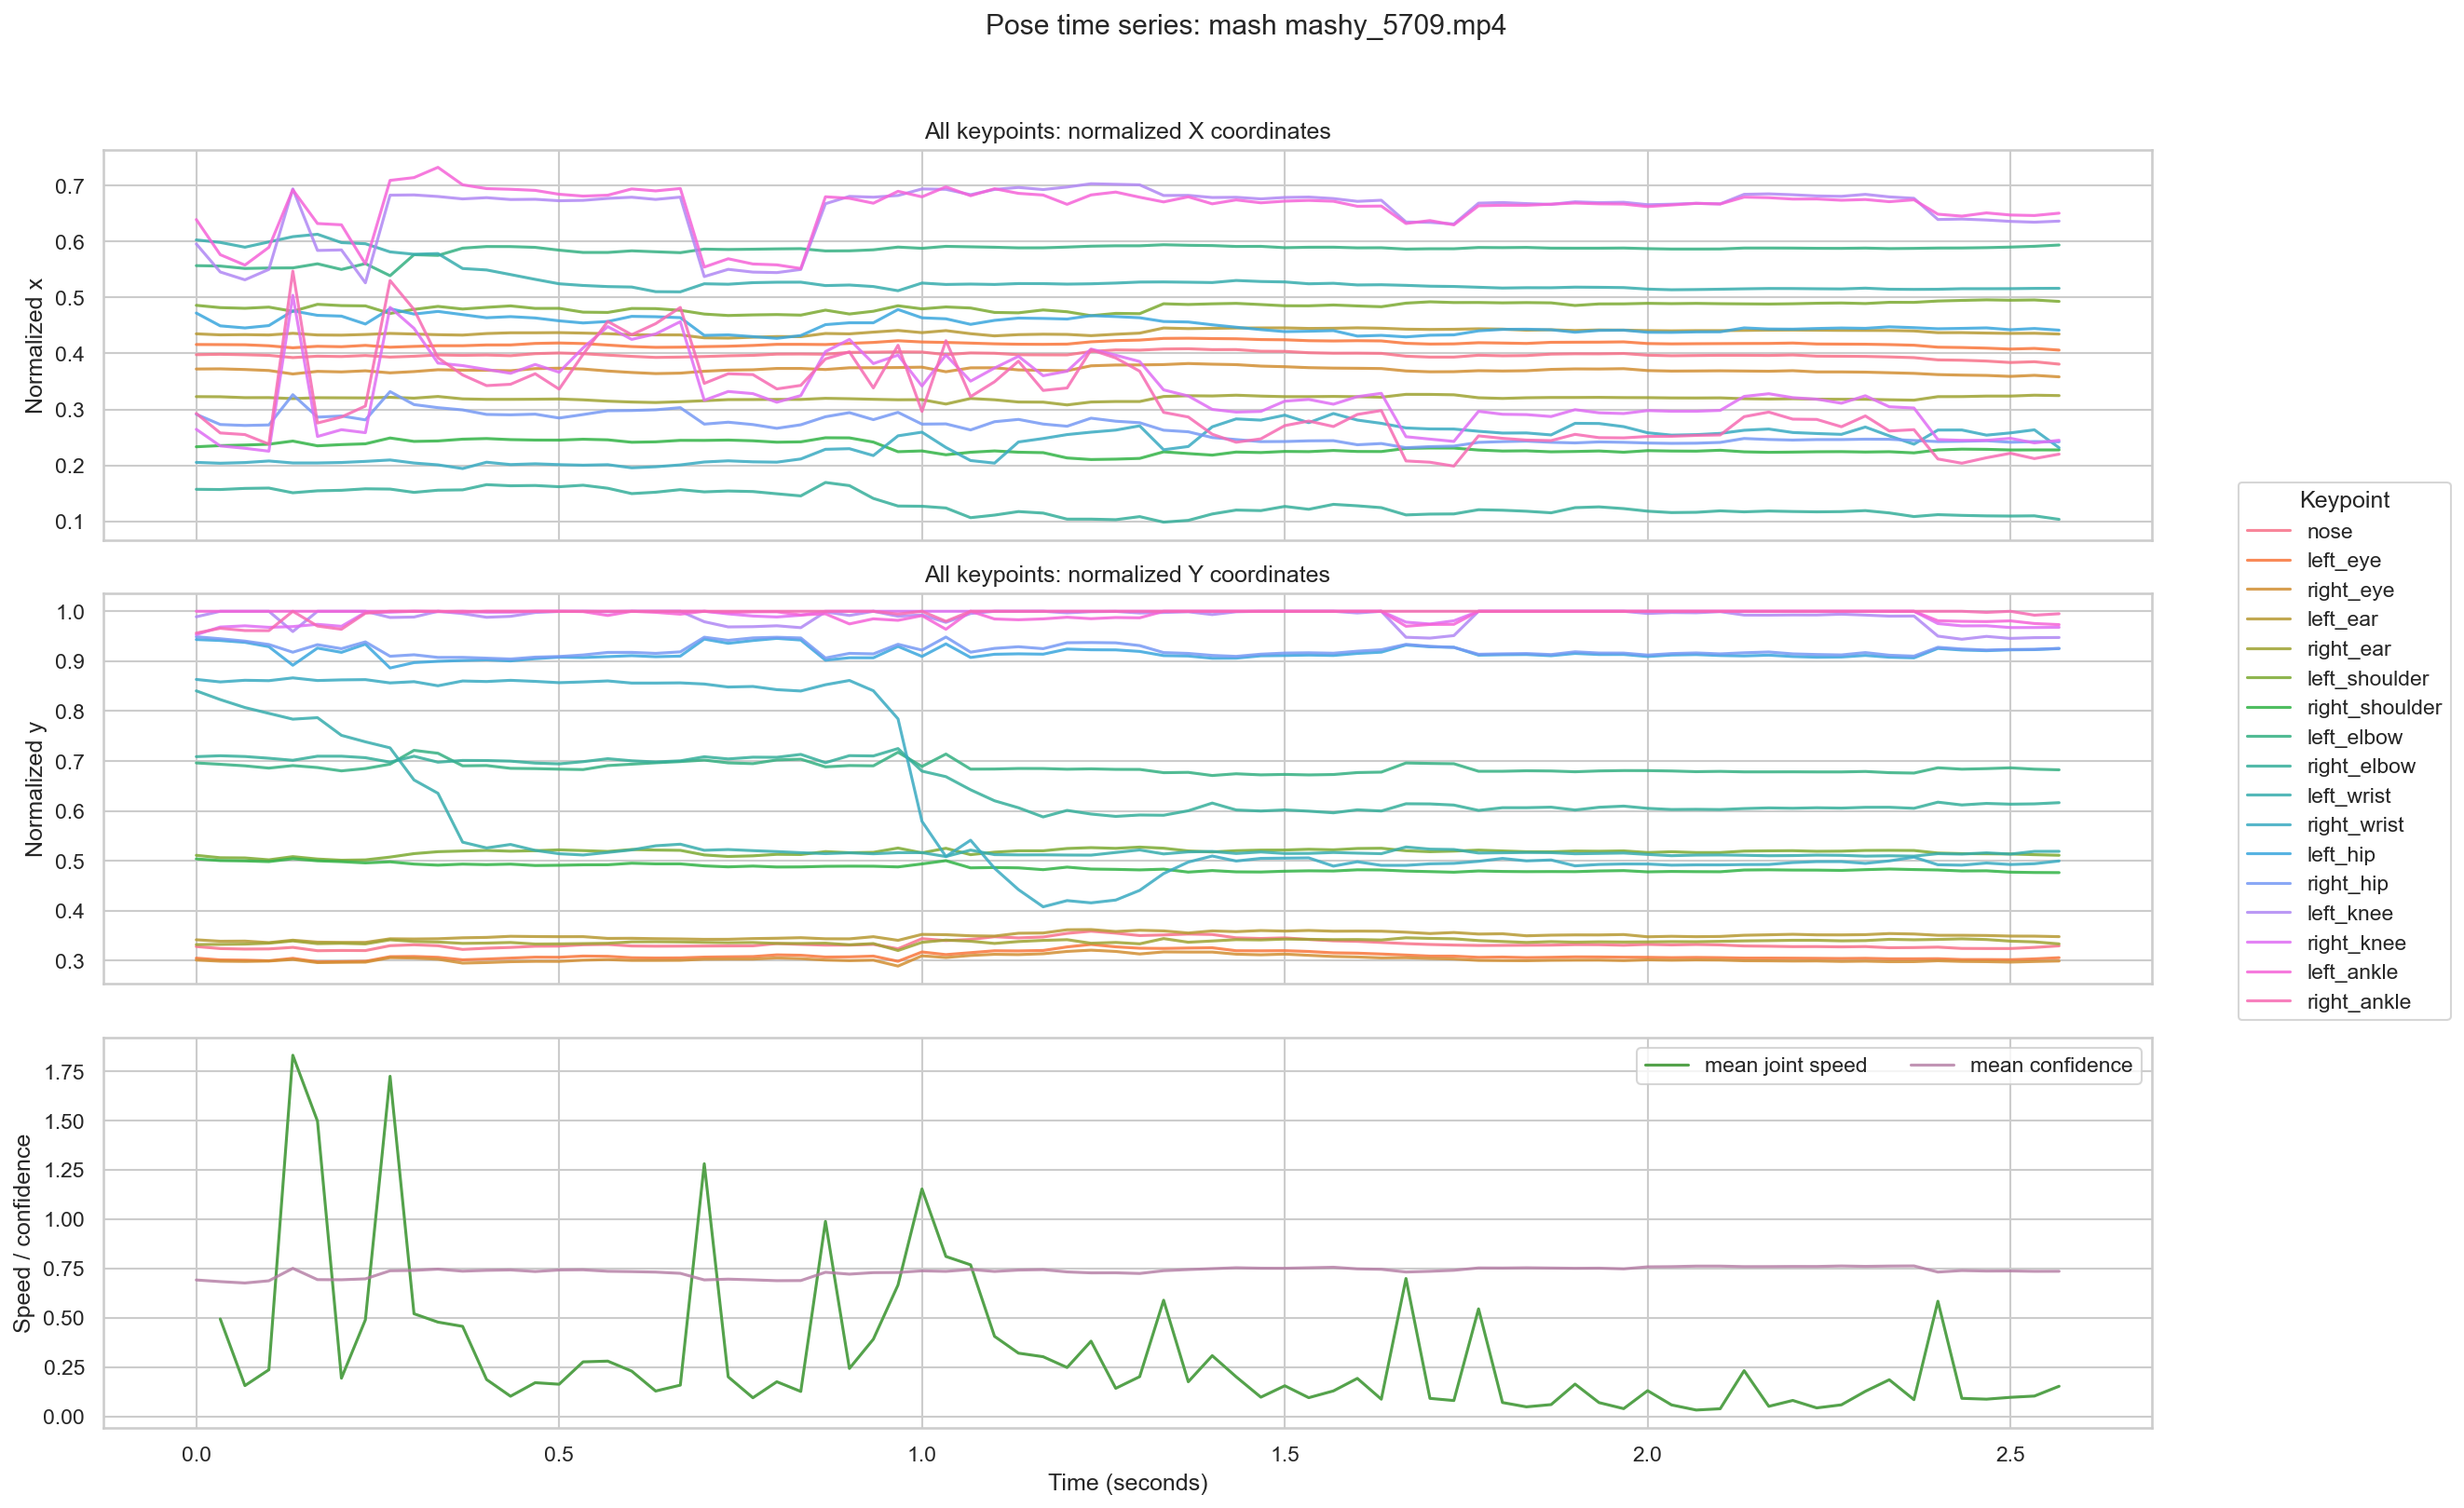 Pose time series: mash mashy_5709.mp4
All keypoints: normalized X coordinates
Normalized x
0.7
0.6
0.5
0.4
0.3
0.2
0.1
All keypoints: normalized Y coordinates
Normalized y
1.0
0.9
0.8
0.7
0.6
0.5
0.4
0.3
Keypoint
nose
left_eye
right_eye
left_ear
right_ear
left_shoulder
right_shoulder
left_elbow
right_elbow
left_wrist
right_wrist
left_hip
right_hip
left_knee
right_knee
left_ankle
right_ankle
Speed / confidence
1.75
1.50
1.25
1.00
0.75
0.50
0.25
0.00
mean joint speed mean confidence
0.0 0.5 1.0 1.5 2.0 2.5
Time (seconds)